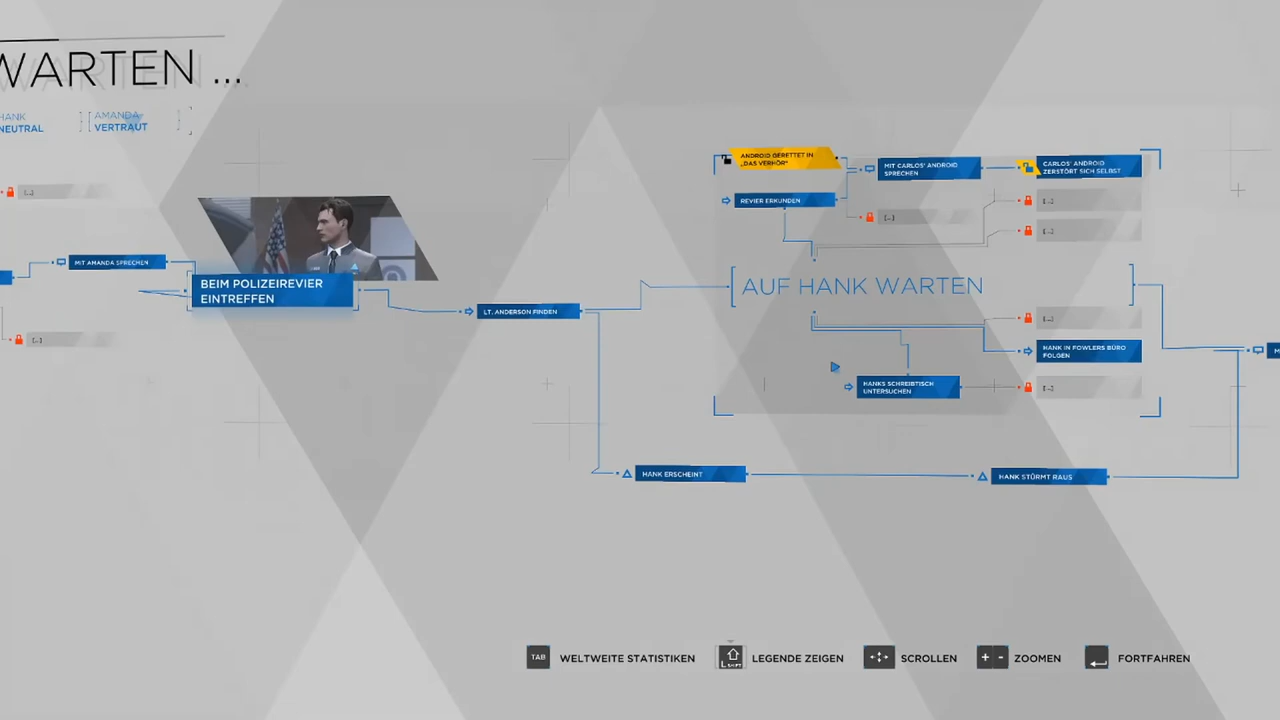 WARTEN ...
HANK
NEUTRAL
AMANDA
VERTRAUT
[...]
MIT AMANDA SPRECHEN
[...]
BEIM POLIZEIREVIER
EINTREFFEN
LT. ANDERSON FINDEN
ANDROID GERETTET IN
„DAS VERHÖR“
REVIER ERKUNDEN
MIT CARLOS' ANDROID
SPRECHEN
[...]
CARLOS' ANDROID
ZERSTÖRT SICH SELBST
[...]
[...]
AUF HANK WARTEN
[...]
HANK IN FOWLERS BÜRO
FOLGEN
HANKS SCHREIBTISCH
UNTERSUCHEN
[...]
HANK ERSCHEINT
HANK STÜRMT RAUS
M
TAB WELTWEITE STATISTIKEN
L SHIFT LEGENDE ZEIGEN
SCROLLEN
+ - ZOOMEN
FORTFAHREN